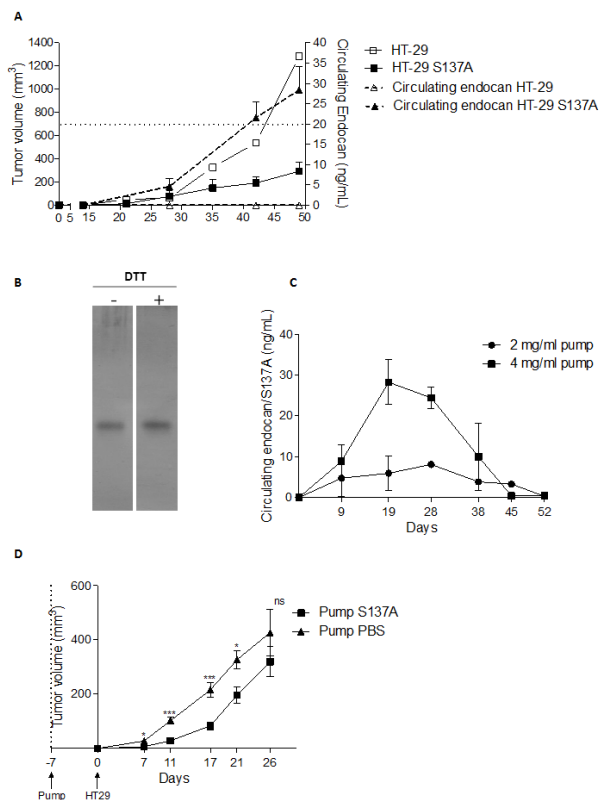 A
Tumor volume (mm3)
1400
1200
1000
800
600
400
200
0
0 5 15 20 25 30 35 40 45 50
Circulating Endocan (ng/mL)
40
35
30
25
20
15
10
5
0
HT-29
HT-29 S137A
Circulating endocan HT-29
Circulating endocan HT-29 S137A
B
DTT
- +
C
Circulating endocan/S137A (ng/mL)
40
30
20
10
0
9 19 28 38 45 52
Days
2 mg/ml pump
4 mg/ml pump
D
Tumor volume (mm3)
600
400
200
-7 0 7 11 17 21 26
Days
Pump HT29
* *** *** * ns
Pump S137A
Pump PBS